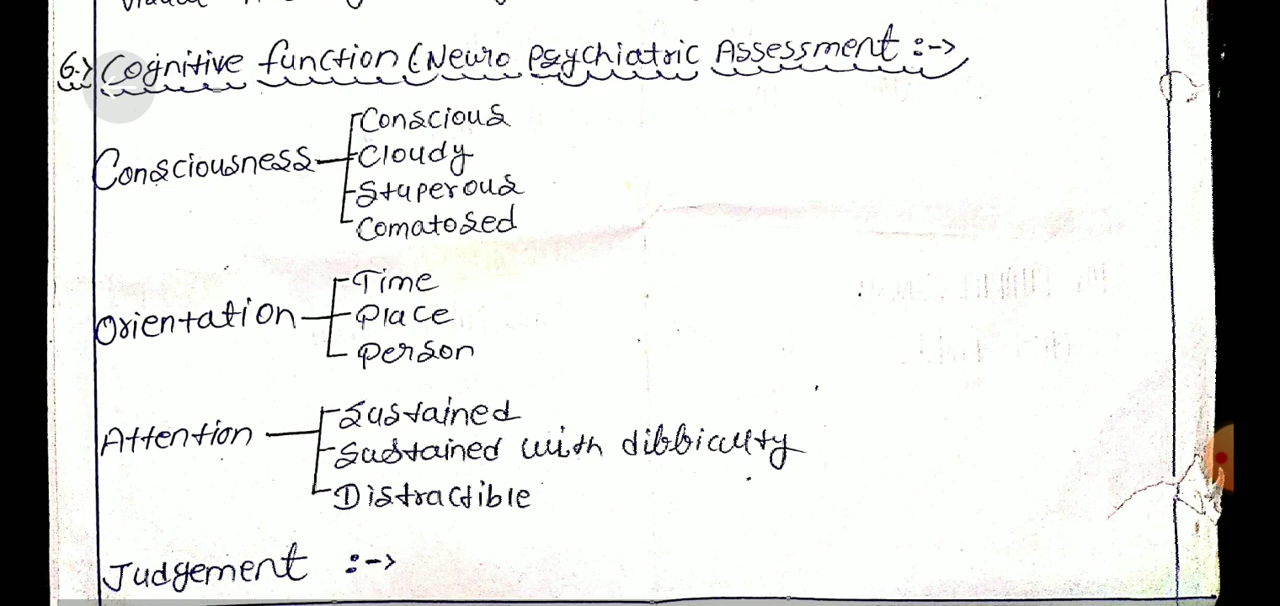 6.) Cognitive function (Neuro Psychiatric Assessment :->
Conscious
Consciousness
Cloudy
Stuperous
Comatosed
Time
Orientation
Place
Person
Sustained
Attention
Sustained with difficulty
Distractible
Judgement :->